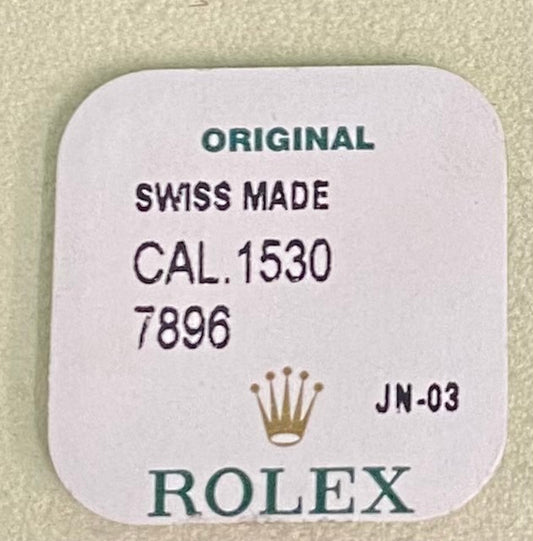 ORIGINAL
SWISS MADE
CAL.1530
7896
JN-03
ROLEX